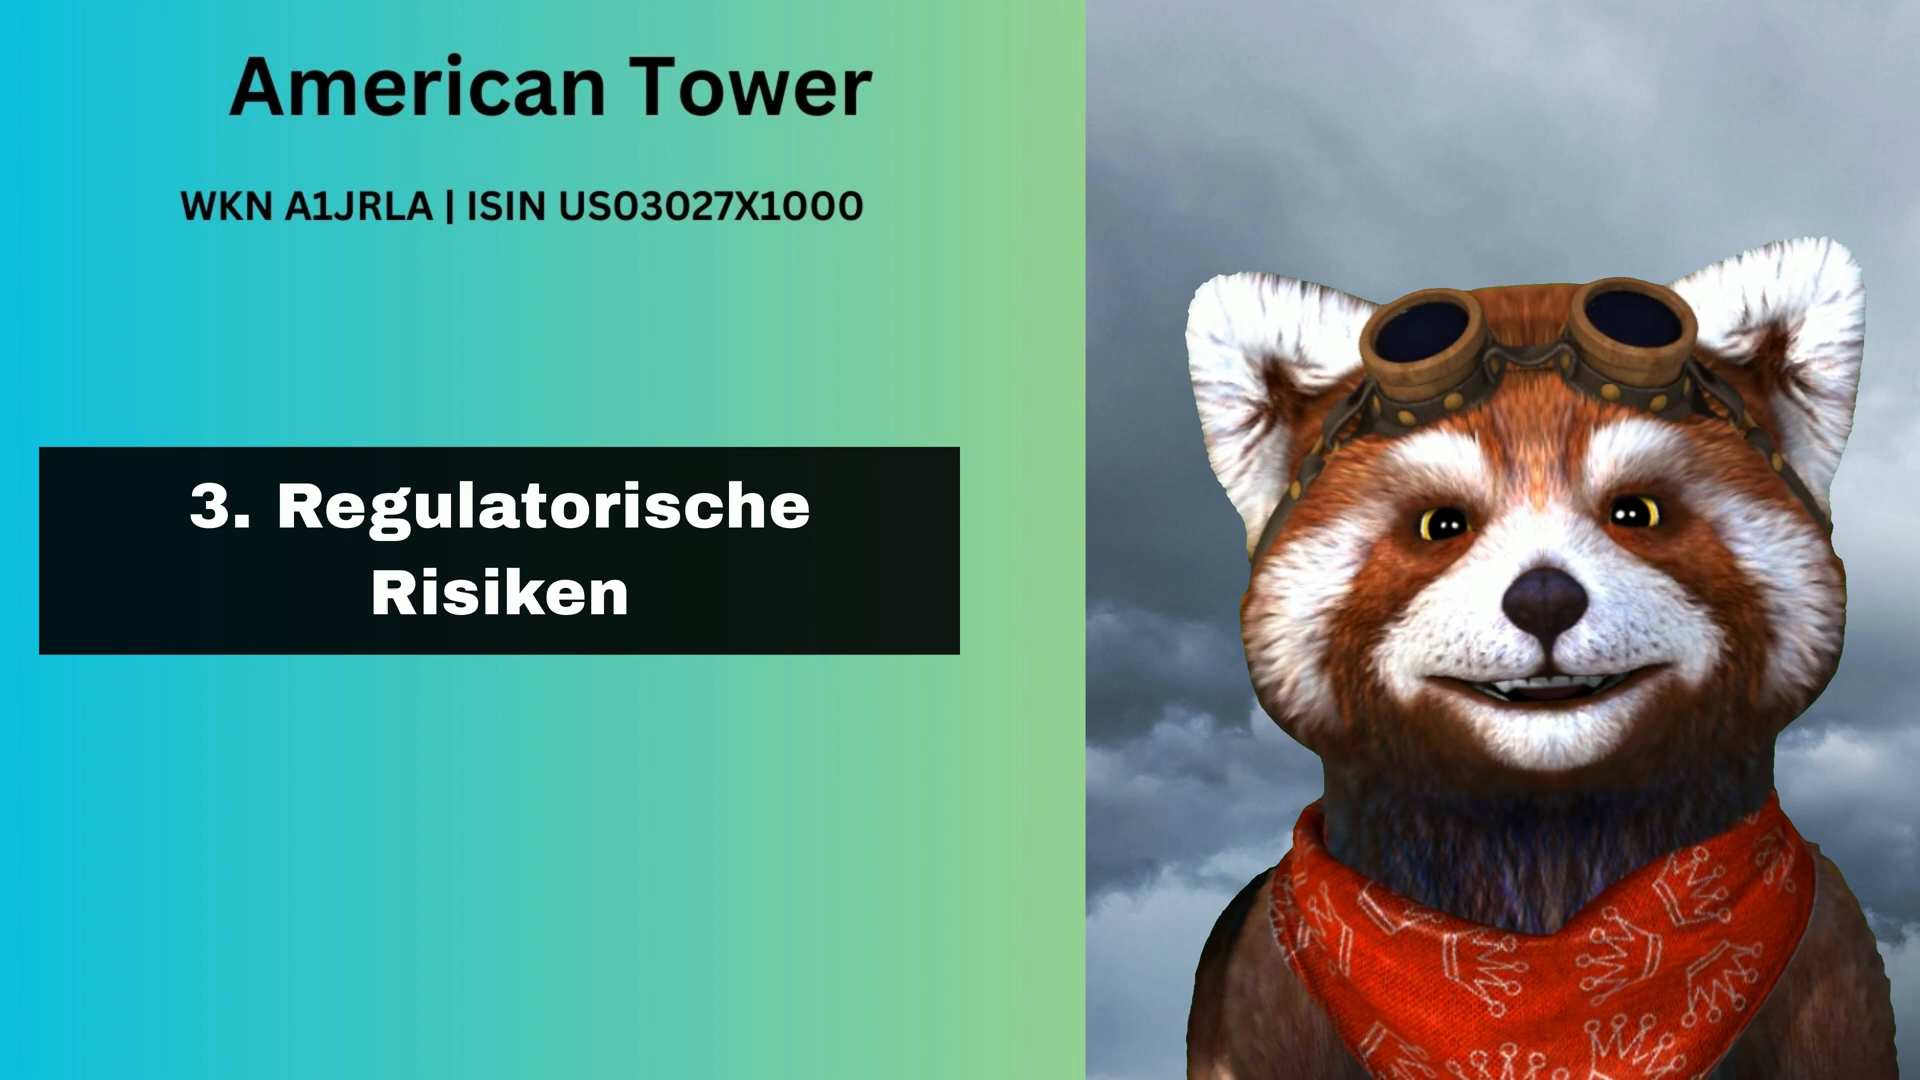 American Tower
WKN A1JRLA | ISIN US03027X1000
3. Regulatorische
Risiken